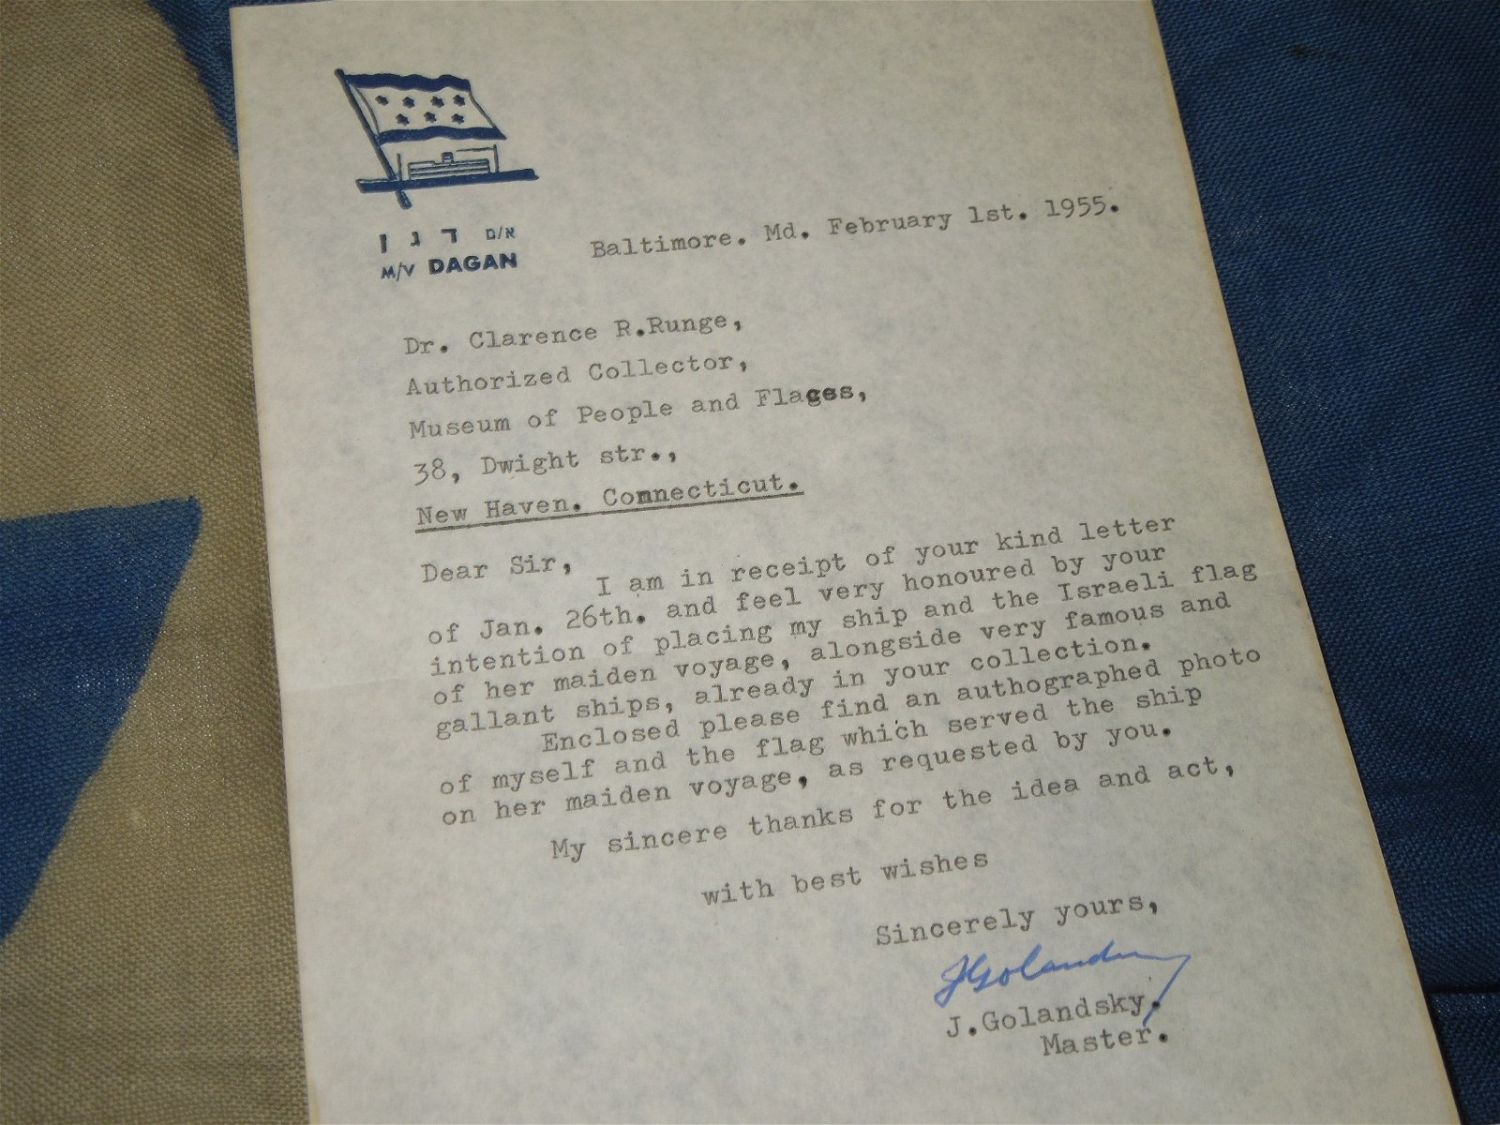 א/מ דגן
M/V DAGAN
Baltimore. Md. February 1st. 1955.
Dr. Clarence R.Runge,
Authorized Collector,
Museum of People and Flages,
38, Dwight str.,
New Haven. Connecticut.
Dear Sir,
I am in receipt of your kind letter
of Jan. 26th. and feel very honoured by your
intention of placing my ship and the Israeli flag
of her maiden voyage, alongside very famous and
gallant ships, already in your collection.
Enclosed please find an authographed photo
of myself and the flag which served the ship
on her maiden voyage, as requested by you.
My sincere thanks for the idea and act,
with best wishes
Sincerely yours,
JGolandsky
J.Golandsky.
Master.